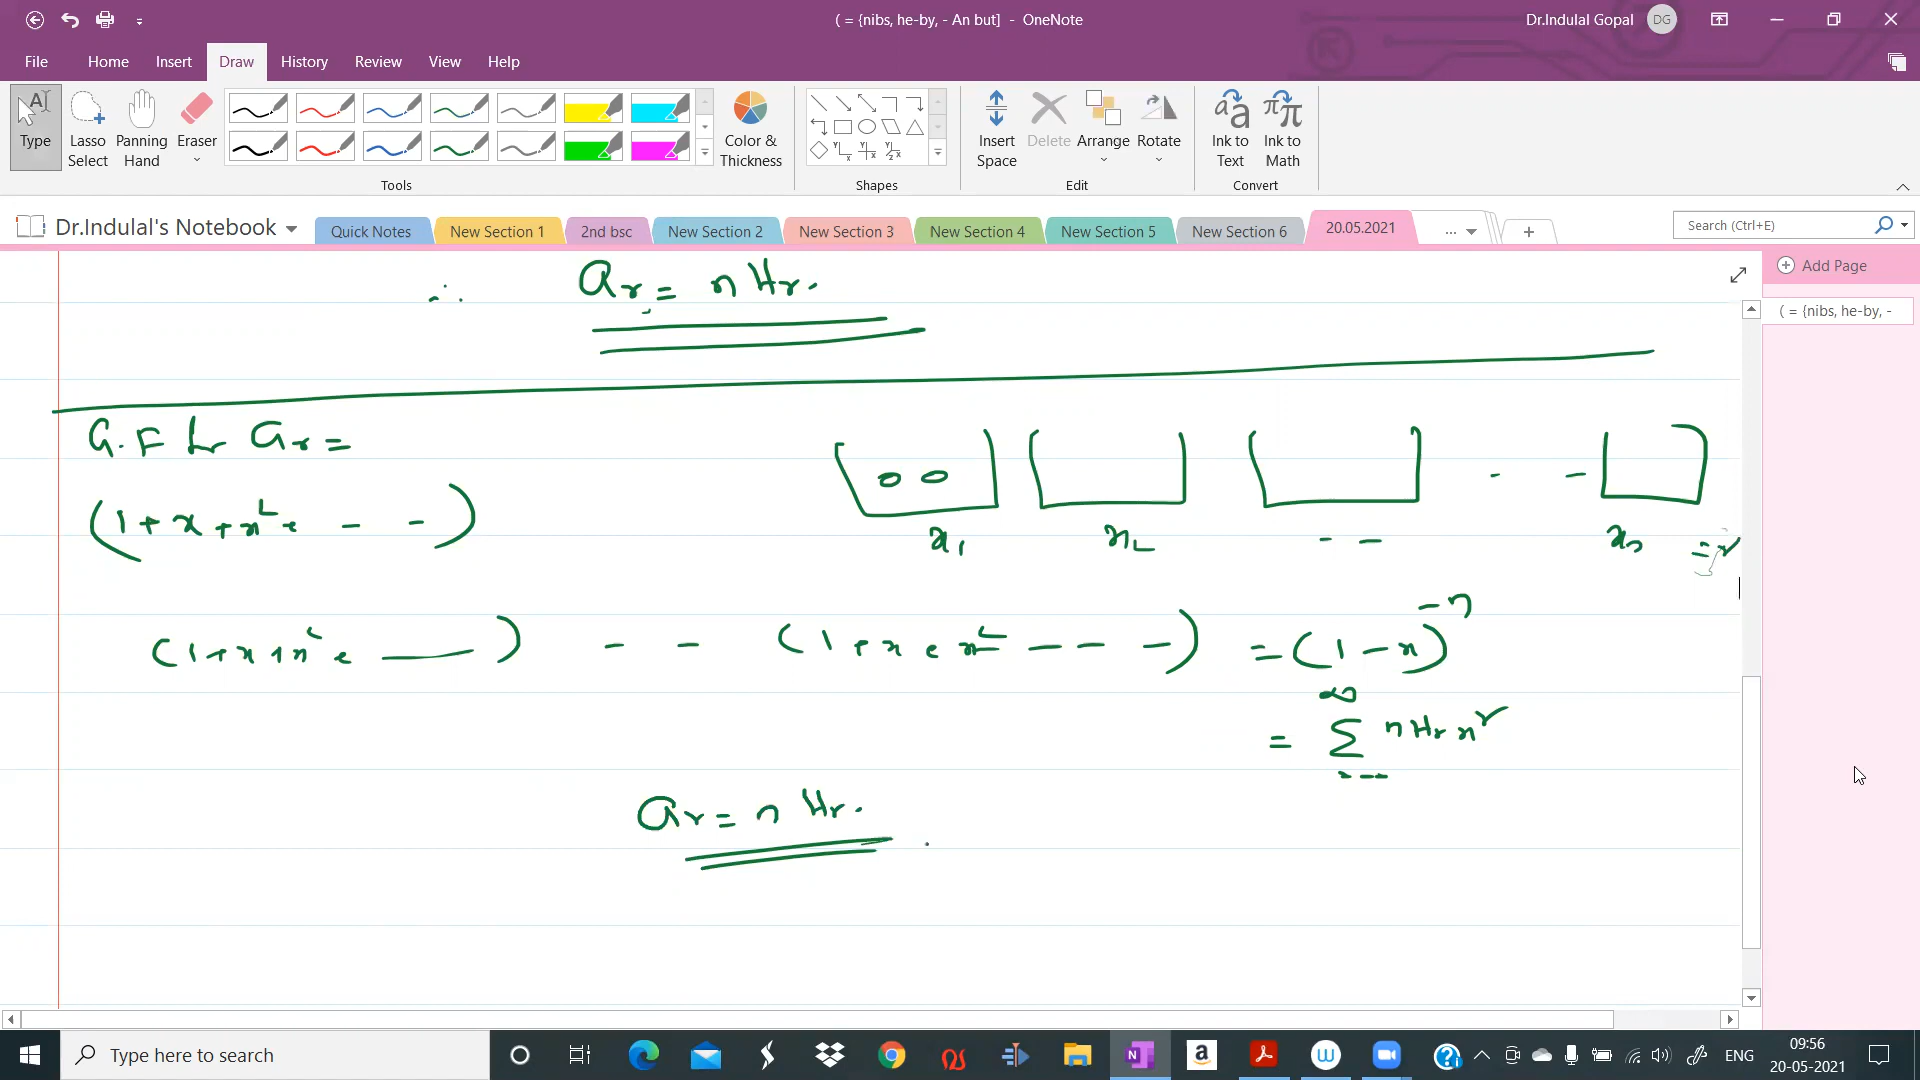 ( = {nibs, he-by, - An but] - OneNote
Dr.Indulal Gopal DG
File Home Insert Draw History Review View Help
Type
Lasso Select
Panning Hand
Eraser
Color & Thickness
Insert Space
Delete
Arrange
Rotate
Ink to Text
Ink to Math
Tools Shapes Edit Convert
Dr.Indulal's Notebook
Quick Notes New Section 1 2nd bsc New Section 2 New Section 3 New Section 4 New Section 5 New Section 6 20.05.2021 ... +
Search (Ctrl+E)
Add Page
( = {nibs, he-by, -
∴ a_r = nHr.
G.F for a_r =
(1 + x + x² + - -)
x₁ x₂ - - xₙ = r
(1 + x + x² + ——) - - (1 + x + x² - - -) = (1 - x)^-n
= ∑ nHr x^r
a_r = nHr.
Type here to search
ENG
09:56
20-05-2021